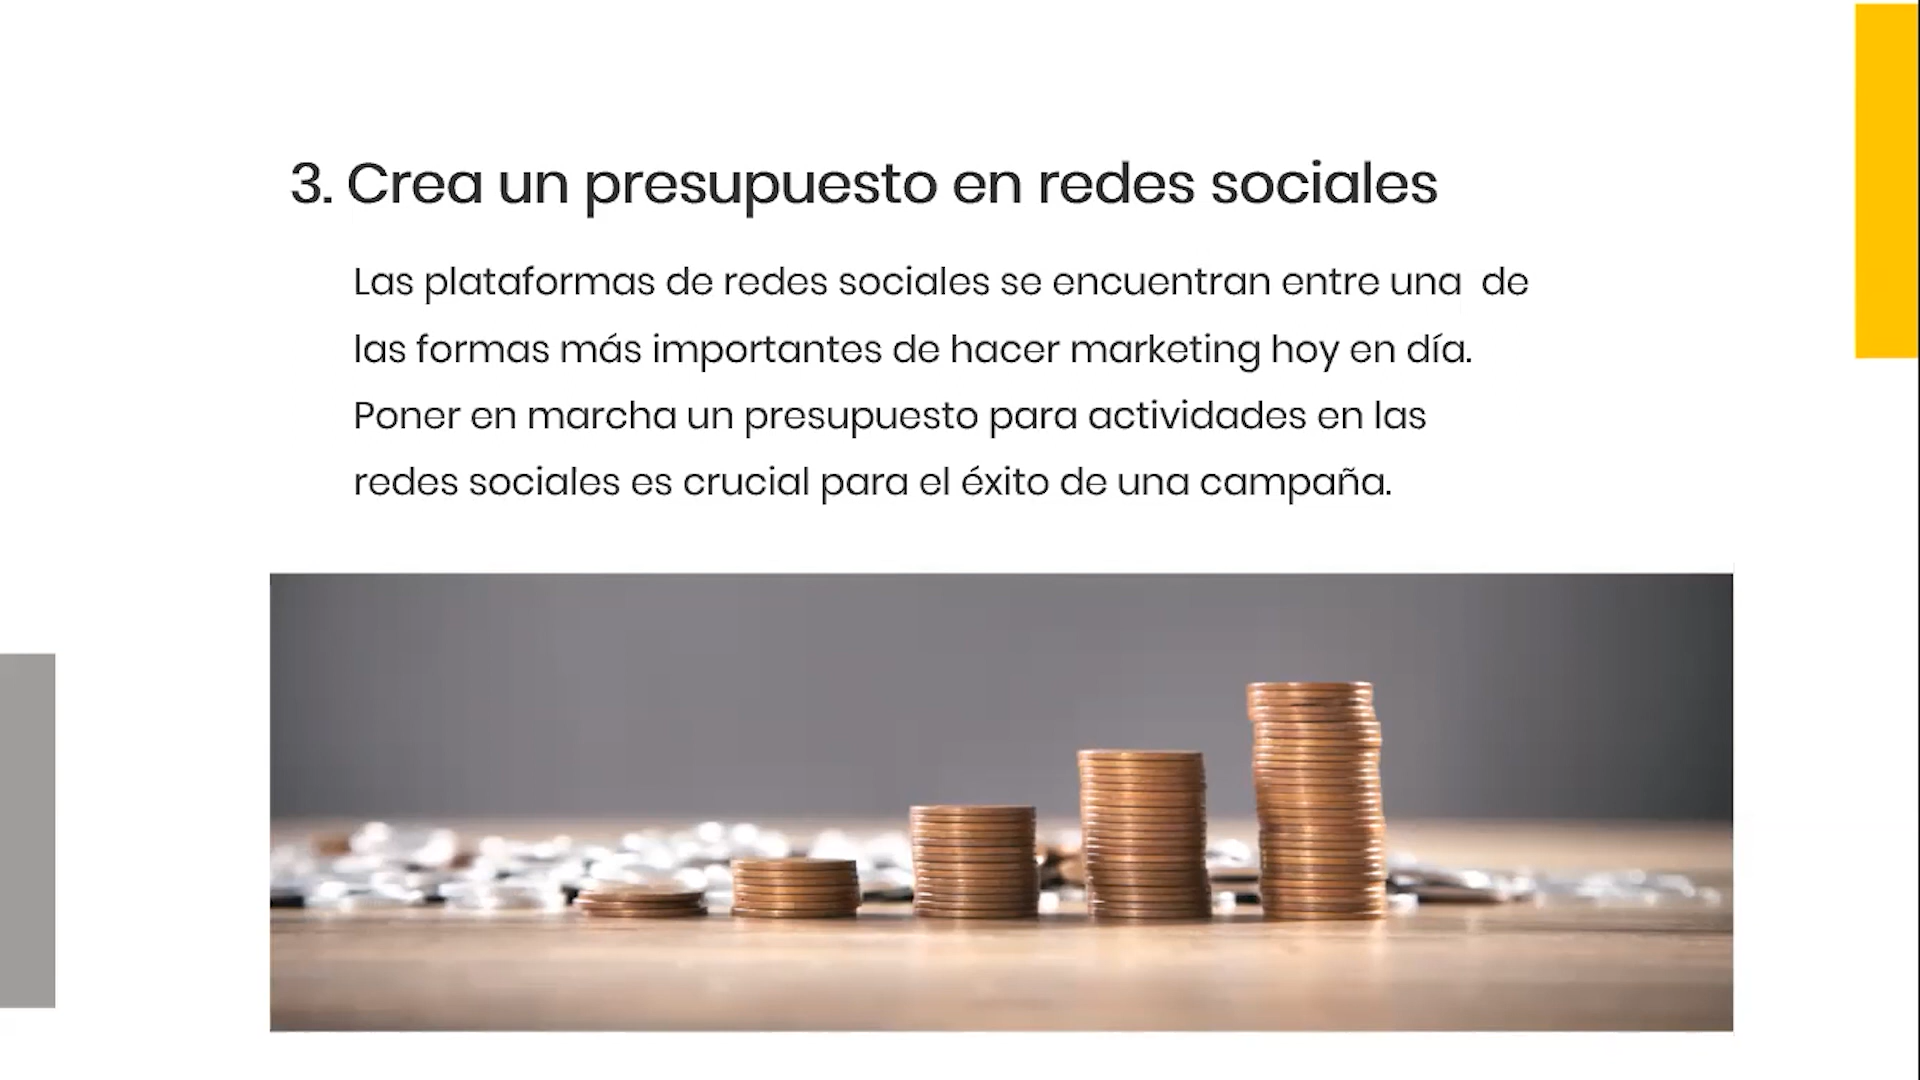 3. Crea un presupuesto en redes sociales
Las plataformas de redes sociales se encuentran entre una  de
las formas más importantes de hacer marketing hoy en día.
Poner en marcha un presupuesto para actividades en las
redes sociales es crucial para el éxito de una campaña.